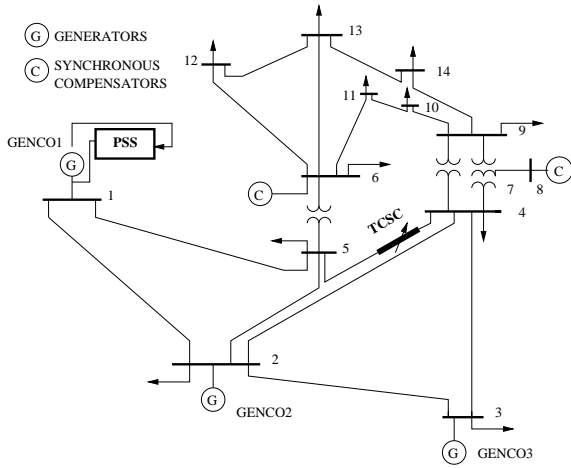 13
G GENERATORS
12
C SYNCHRONOUS
COMPENSATORS
14
11
10
GENCO1
PSS
9
G
6
C
7
8
C
1
4
TCSC
5
2
G
GENCO2
3
G
GENCO3